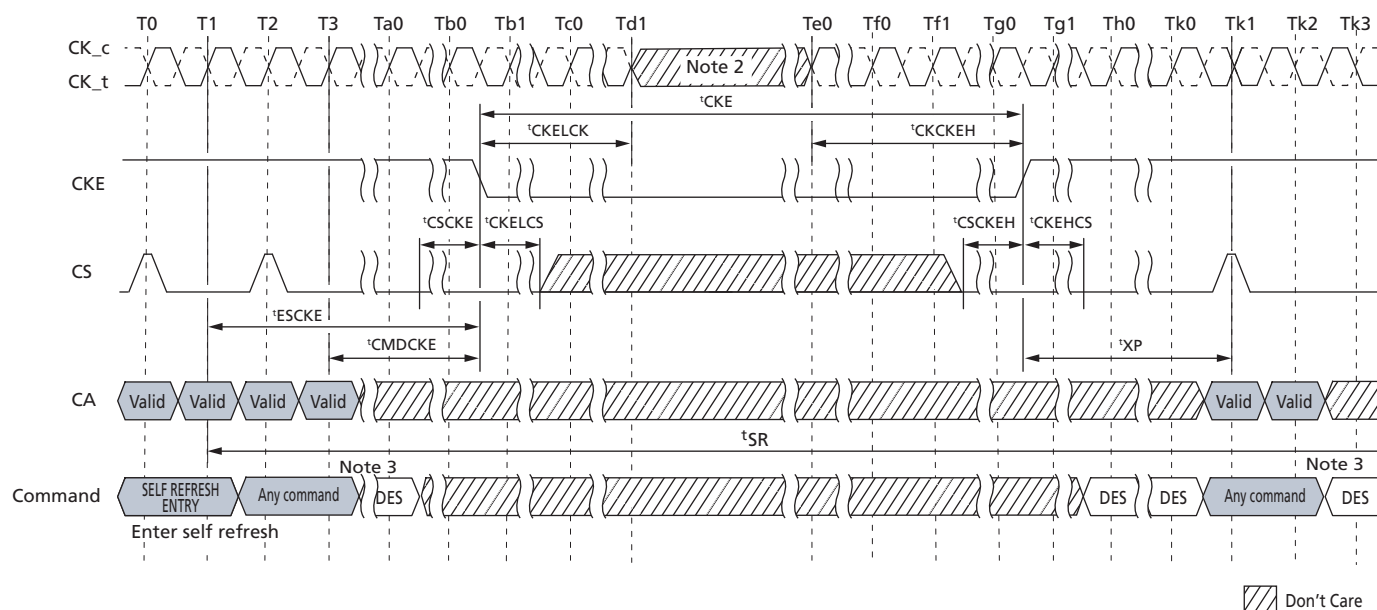 T0 T1 T2 T3 Ta0 Tb0 Tb1 Tc0 Td1 Te0 Tf0 Tf1 Tg0 Tg1 Th0 Tk0 Tk1 Tk2 Tk3
CK_c
Note 2
CK_t
tCKE
tCKELCK tCKCKEH
CKE
tCSCKE tCKELCS tCSCKEH tCKEHCS
CS
tESCKE
tCMDCKE tXP
CA Valid Valid Valid Valid Valid Valid
tSR
Note 3 Note 3
Command SELF REFRESH ENTRY Any command DES DES DES Any command DES
Enter self refresh
Don't Care